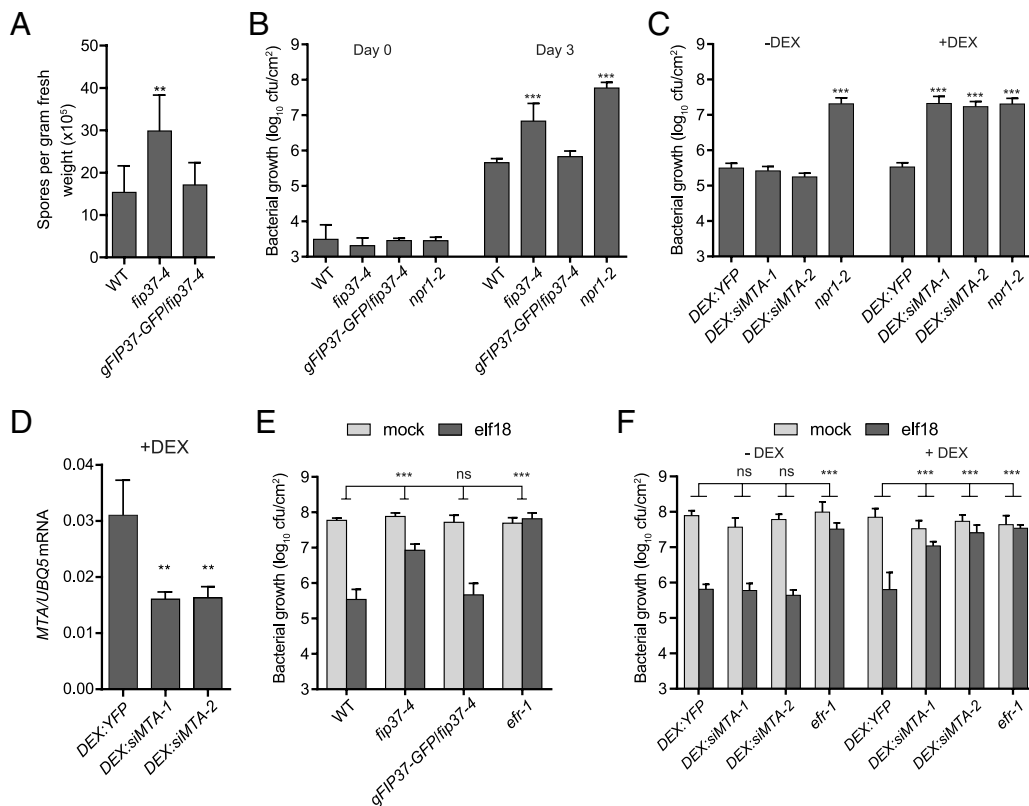 A
Spores per gram fresh
weight (x10⁵)
50
40
30
20
10
0
**
WT
fip37-4
gFIP37-GFP/fip37-4
B
Bacterial growth (log₁₀ cfu/cm²)
9
8
7
6
5
4
3
Day 0
Day 3
***
***
WT
fip37-4
gFIP37-GFP/fip37-4
npr1-2
WT
fip37-4
gFIP37-GFP/fip37-4
npr1-2
C
Bacterial growth (log₁₀ cfu/cm²)
9
8
7
6
5
4
3
-DEX
+DEX
***
***
***
***
DEX:YFP
DEX:siMTA-1
DEX:siMTA-2
npr1-2
DEX:YFP
DEX:siMTA-1
DEX:siMTA-2
npr1-2
D
+DEX
MTA/UBQ5 mRNA
0.04
0.03
0.02
0.01
0.00
**
**
DEX:YFP
DEX:siMTA-1
DEX:siMTA-2
E
mock
elf18
Bacterial growth (log₁₀ cfu/cm²)
9
8
7
6
5
4
3
***
ns
***
WT
fip37-4
gFIP37-GFP/fip37-4
efr-1
F
mock
elf18
- DEX
+ DEX
Bacterial growth (log₁₀ cfu/cm²)
9
8
7
6
5
4
3
ns
ns
***
***
***
***
DEX:YFP
DEX:siMTA-1
DEX:siMTA-2
efr-1
DEX:YFP
DEX:siMTA-1
DEX:siMTA-2
efr-1